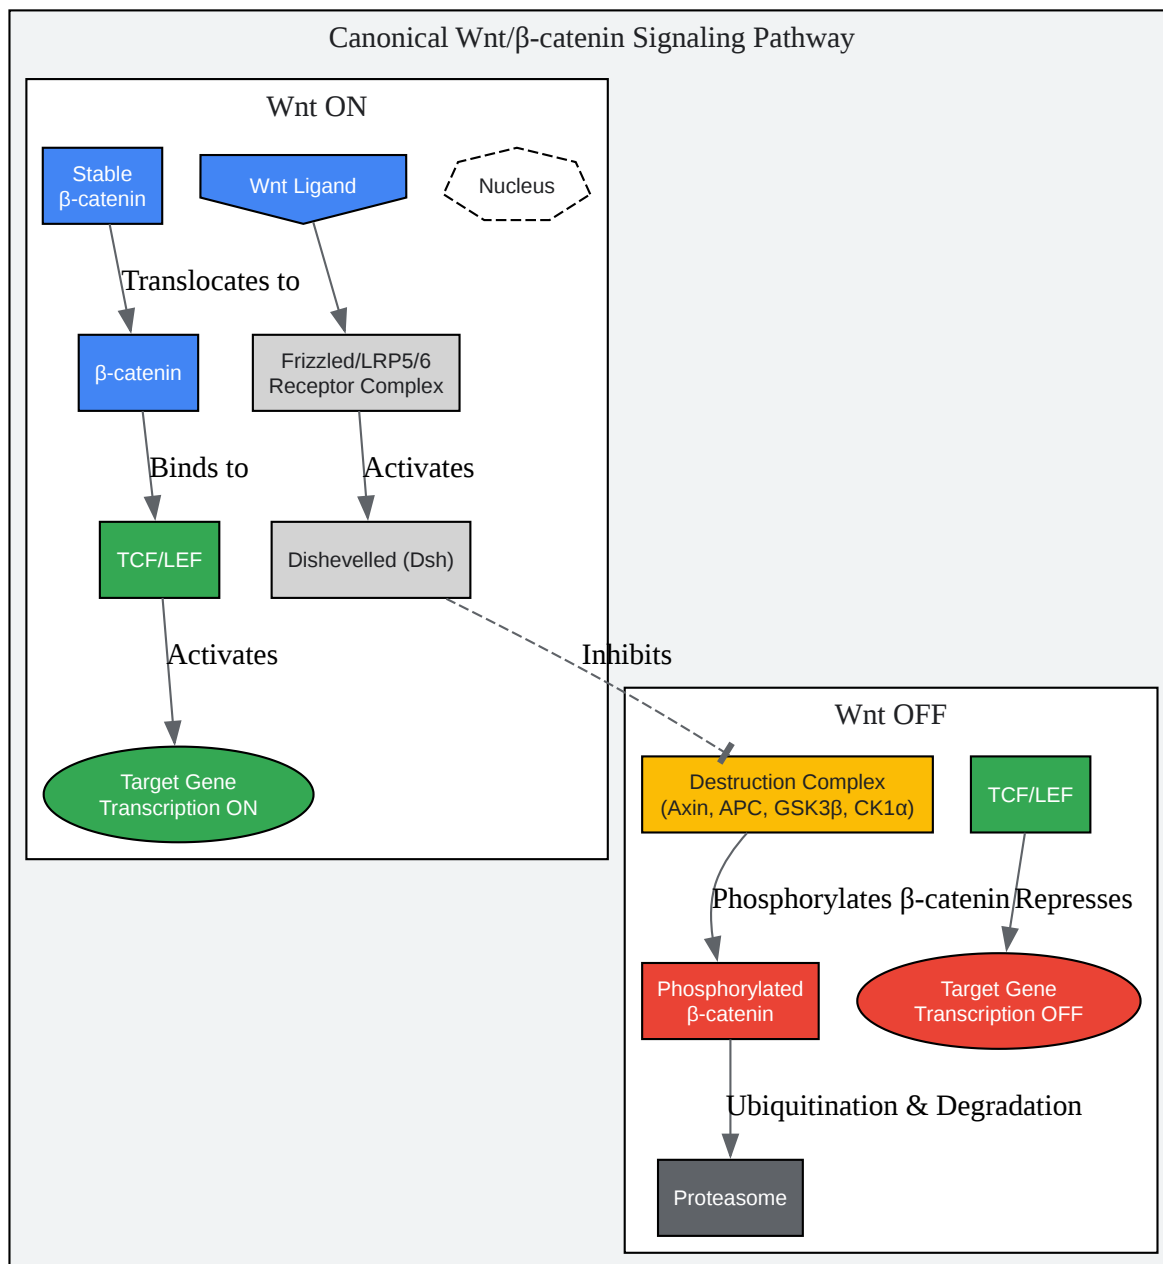 Canonical Wnt/β-catenin Signaling Pathway
Wnt ON
Stable
β-catenin
Wnt Ligand
Nucleus
Translocates to
β-catenin
Frizzled/LRP5/6
Receptor Complex
Binds to
Activates
TCF/LEF
Dishevelled (Dsh)
Activates
Inhibits
Target Gene
Transcription ON
Wnt OFF
Destruction Complex
(Axin, APC, GSK3β, CK1α)
TCF/LEF
Phosphorylates β-catenin
Represses
Phosphorylated
β-catenin
Target Gene
Transcription OFF
Ubiquitination & Degradation
Proteasome